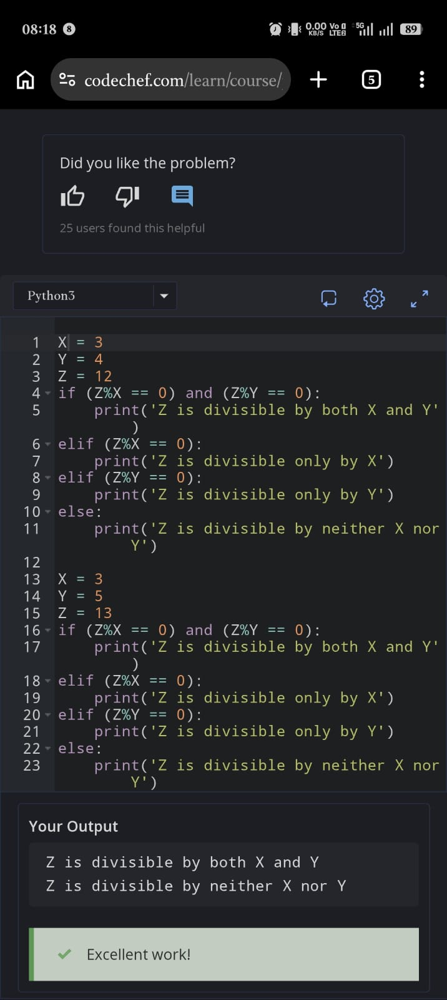 08:18 8 0.00 KB/S Vo LTE2 5G 89
codechef.com/learn/course/ 5
Did you like the problem?
25 users found this helpful
Python3
1 X = 3
2 Y = 4
3 Z = 12
4 if (Z%X == 0) and (Z%Y == 0):
5 print('Z is divisible by both X and Y'
)
6 elif (Z%X == 0):
7 print('Z is divisible only by X')
8 elif (Z%Y == 0):
9 print('Z is divisible only by Y')
10 else:
11 print('Z is divisible by neither X nor
Y')
12
13 X = 3
14 Y = 5
15 Z = 13
16 if (Z%X == 0) and (Z%Y == 0):
17 print('Z is divisible by both X and Y'
)
18 elif (Z%X == 0):
19 print('Z is divisible only by X')
20 elif (Z%Y == 0):
21 print('Z is divisible only by Y')
22 else:
23 print('Z is divisible by neither X nor
Y')
Your Output
Z is divisible by both X and Y
Z is divisible by neither X nor Y
Excellent work!